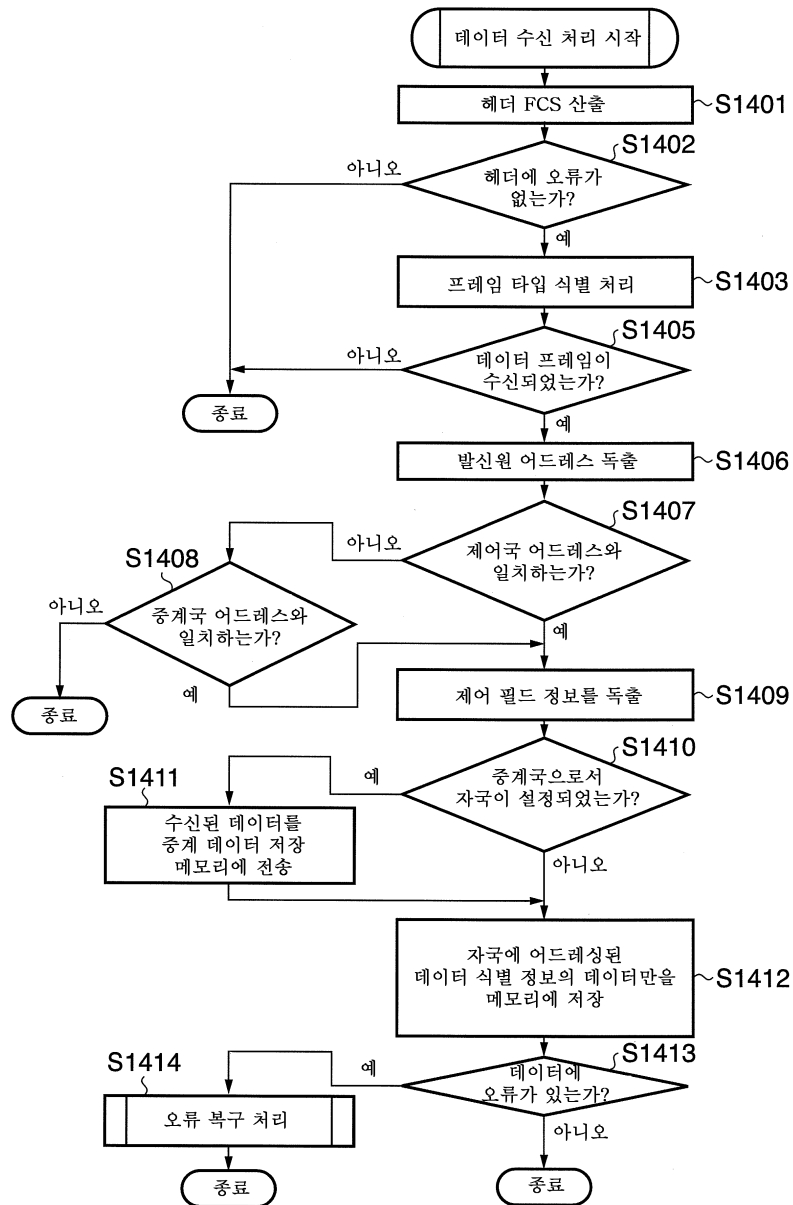 데이터 수신 처리 시작
헤더 FCS 산출
S1401
S1402
아니오
헤더에 오류가
없는가?
예
프레임 타입 식별 처리
S1403
S1405
아니오
데이터 프레임이
수신되었는가?
종료
예
발신원 어드레스 독출
S1406
S1407
아니오
제어국 어드레스와
일치하는가?
S1408
아니오
중계국 어드레스와
일치하는가?
예
예
종료
제어 필드 정보를 독출
S1409
S1410
예
중계국으로서
자국이 설정되었는가?
S1411
수신된 데이터를
중계 데이터 저장
메모리에 전송
아니오
자국에 어드레싱된
데이터 식별 정보의 데이터만을
메모리에 저장
S1412
S1413
예
데이터에
오류가 있는가?
S1414
오류 복구 처리
아니오
종료
종료